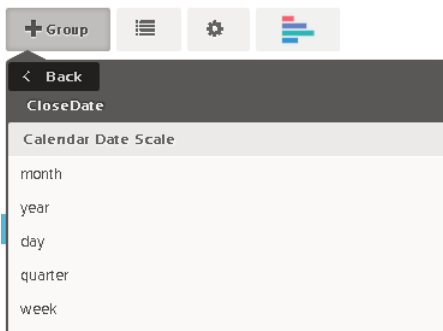 Group
Back
CloseDate
Calendar Date Scale
month
year
day
quarter
week